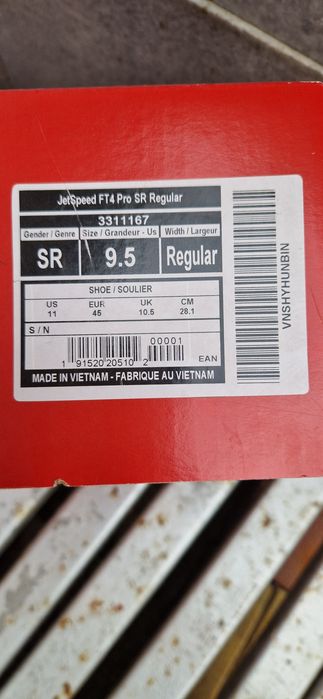 JetSpeed FT4 Pro SR Regular
3311167
Gender / Genre Size / Grandeur - Us Width / Largeur
SR 9.5 Regular
SHOE / SOULIER
US EUR UK CM
11 45 10.5 28.1
S / N
00001
1 91520 20510 2 EAN
MADE IN VIETNAM - FABRIQUE AU VIETNAM
VNSHYHUNBIN